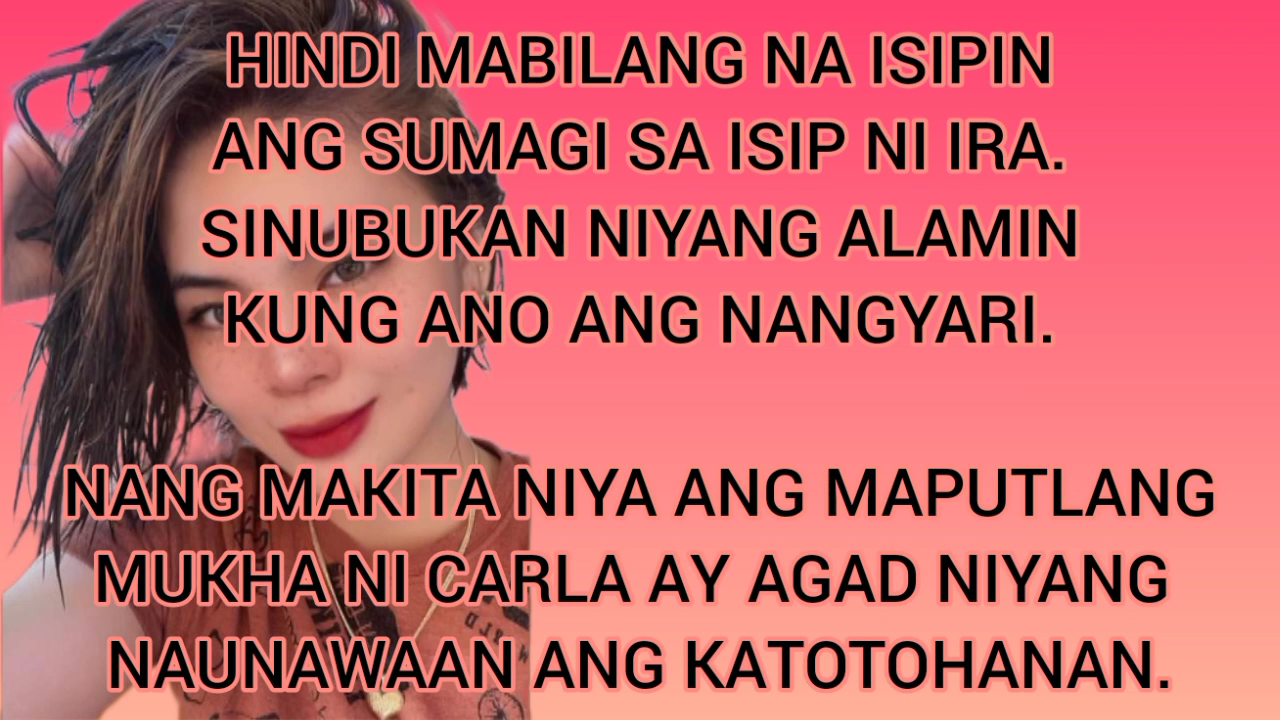 HINDI MABILANG NA ISIPIN
ANG SUMAGI SA ISIP NI IRA.
SINUBUKAN NIYANG ALAMIN
KUNG ANO ANG NANGYARI.
NANG MAKITA NIYA ANG MAPUTLANG
MUKHA NI CARLA AY AGAD NIYANG
NAUNAWAAN ANG KATOTOHANAN.